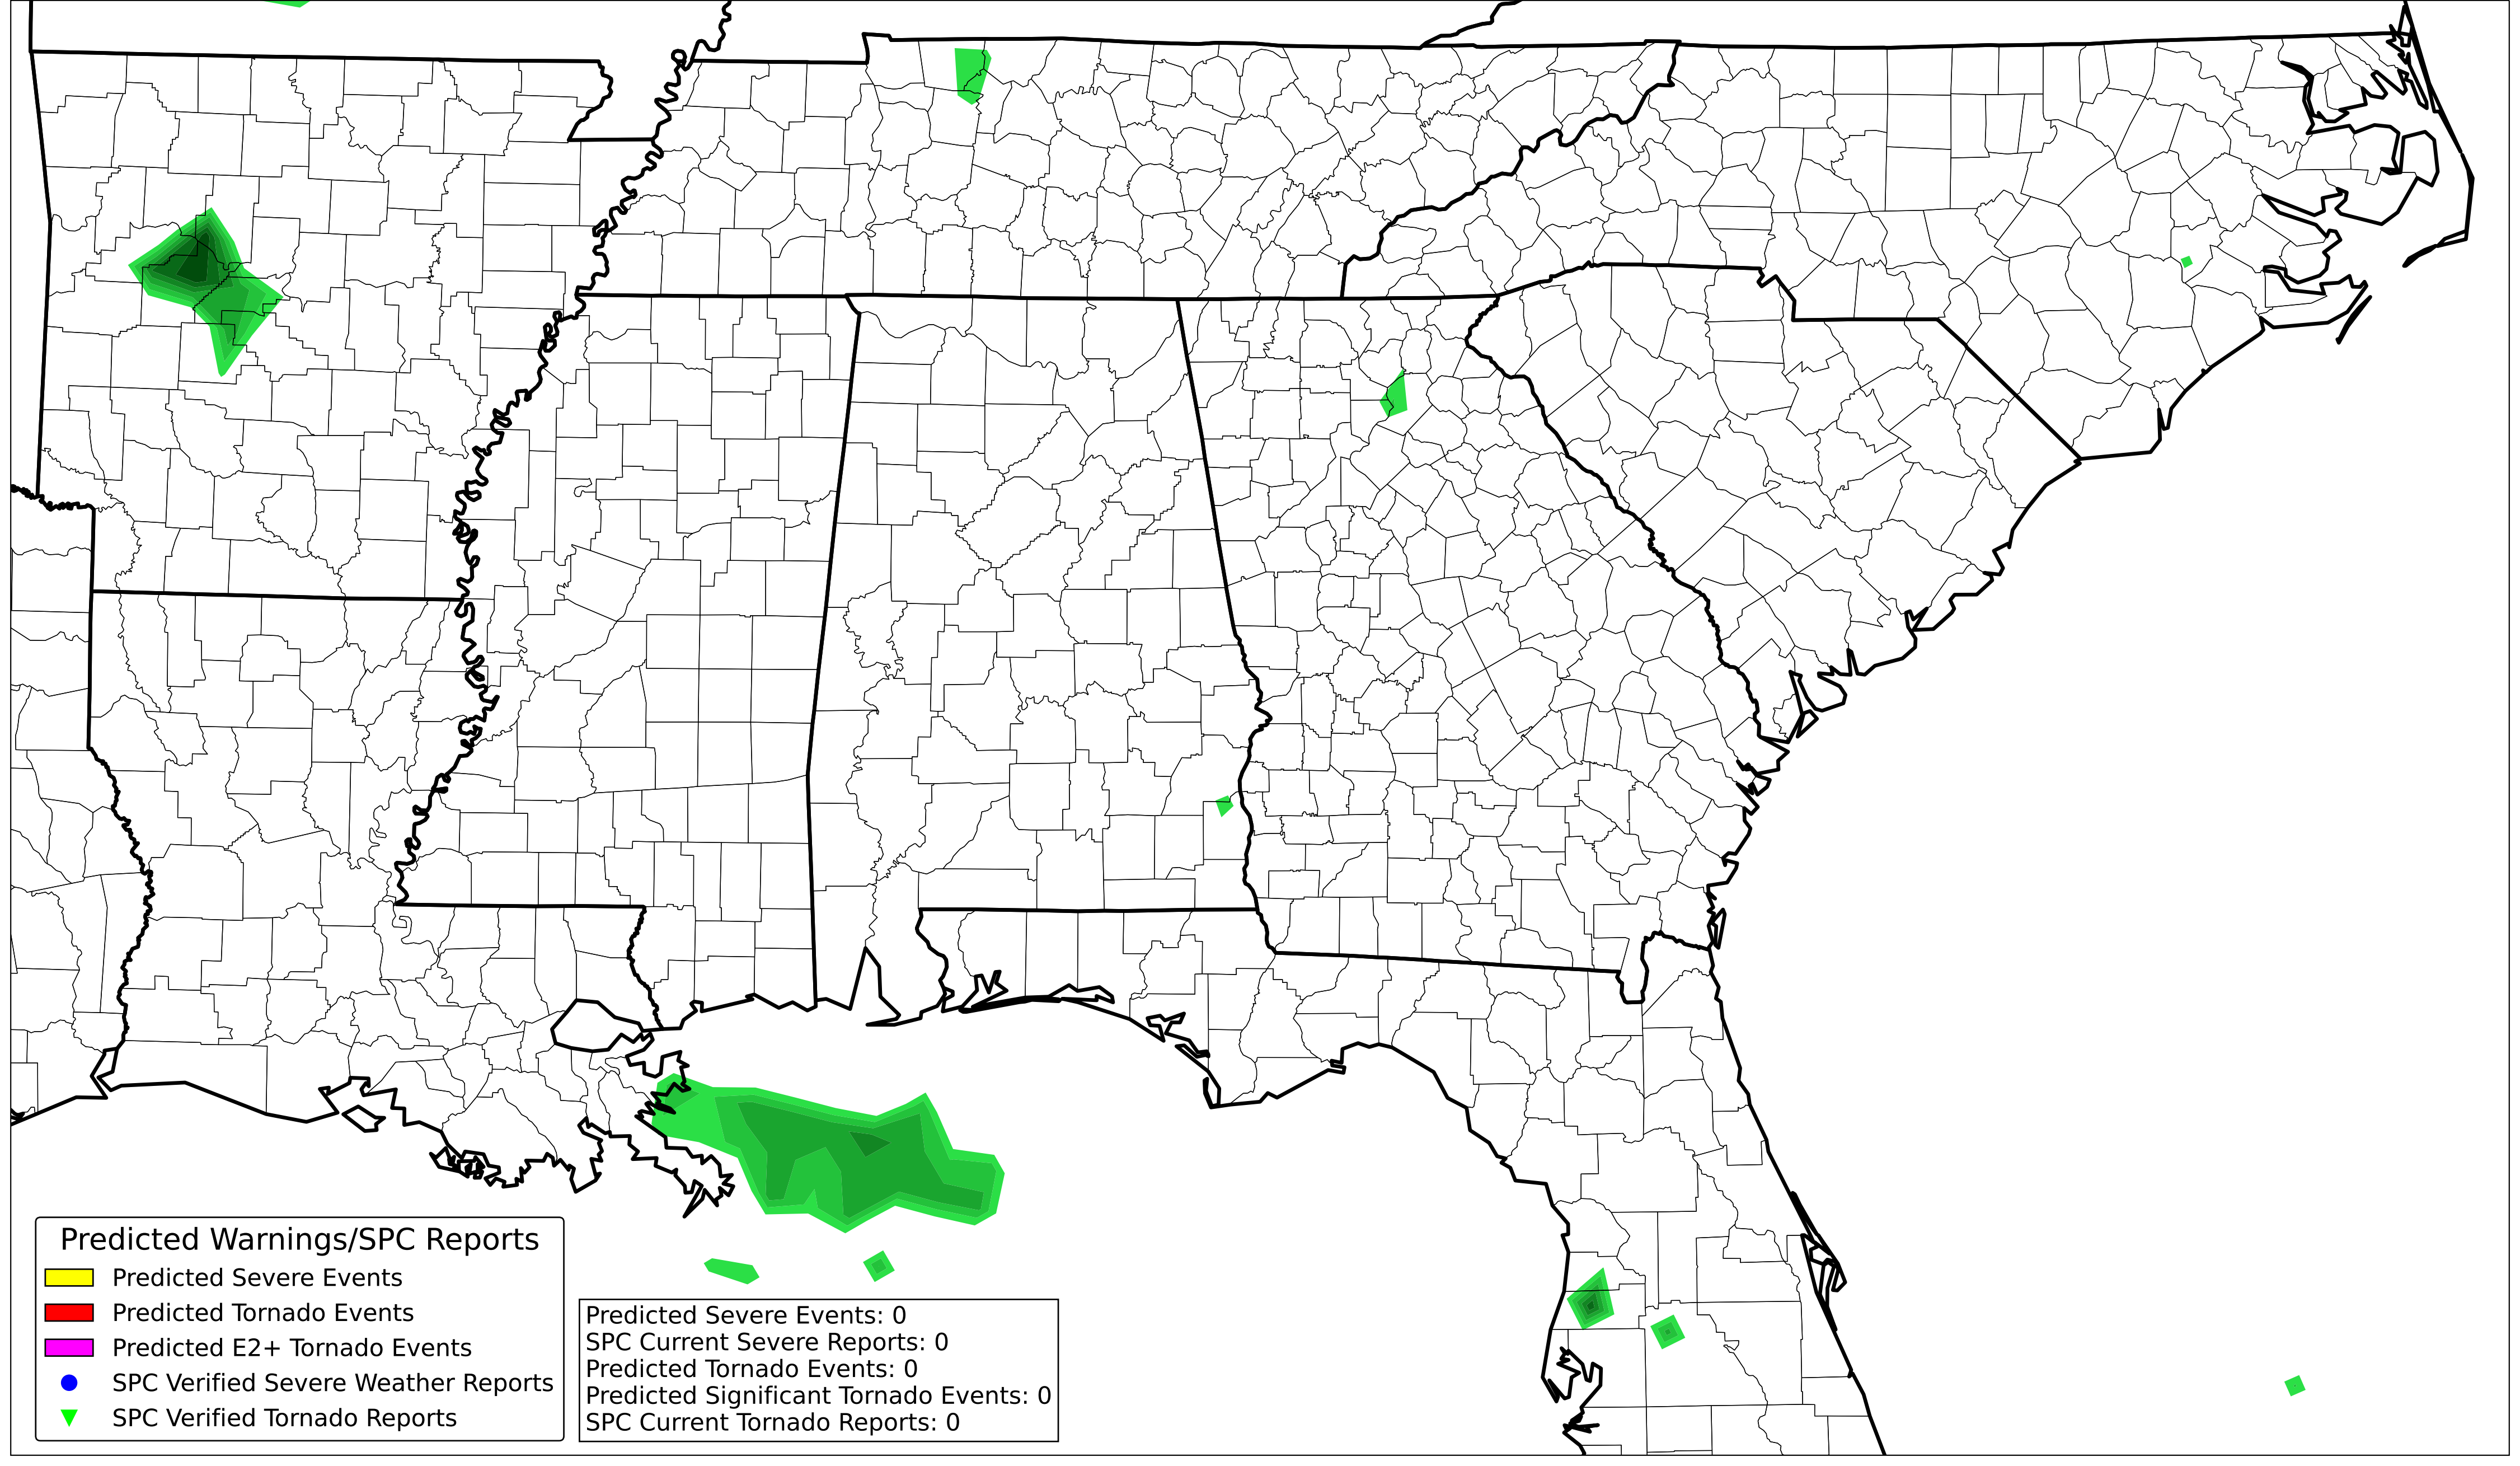 Predicted Warnings/SPC Reports
Predicted Severe Events
Predicted Tornado Events
Predicted E2+ Tornado Events
SPC Verified Severe Weather Reports
SPC Verified Tornado Reports
Predicted Severe Events: 0
SPC Current Severe Reports: 0
Predicted Tornado Events: 0
Predicted Significant Tornado Events: 0
SPC Current Tornado Reports: 0